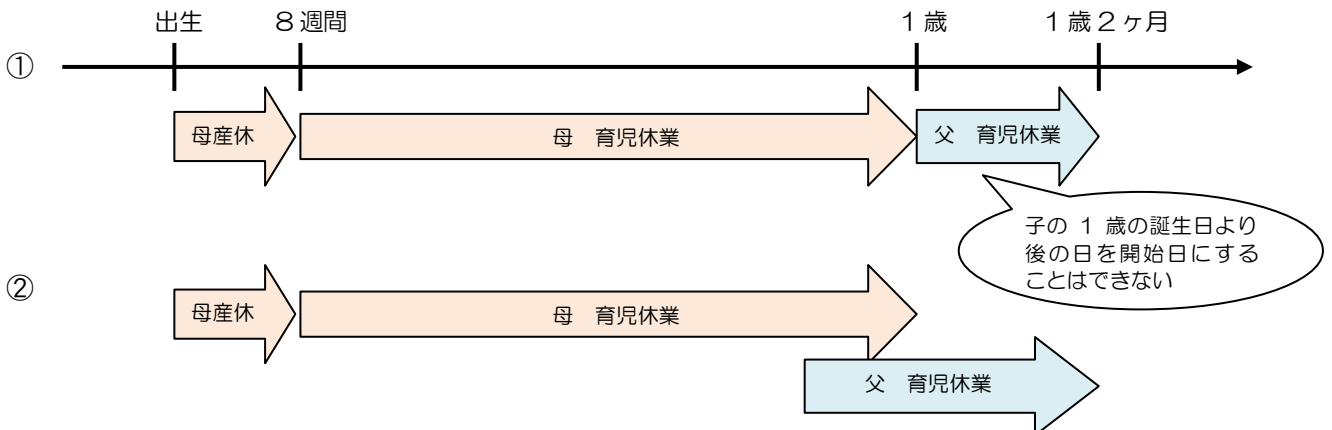 出生 8週間 1歳 1歳2ヶ月
①
母産休 母 育児休業 父 育児休業
子の 1 歳の誕生日より
後の日を開始日にする
ことはできない
②
母産休 母 育児休業
父 育児休業